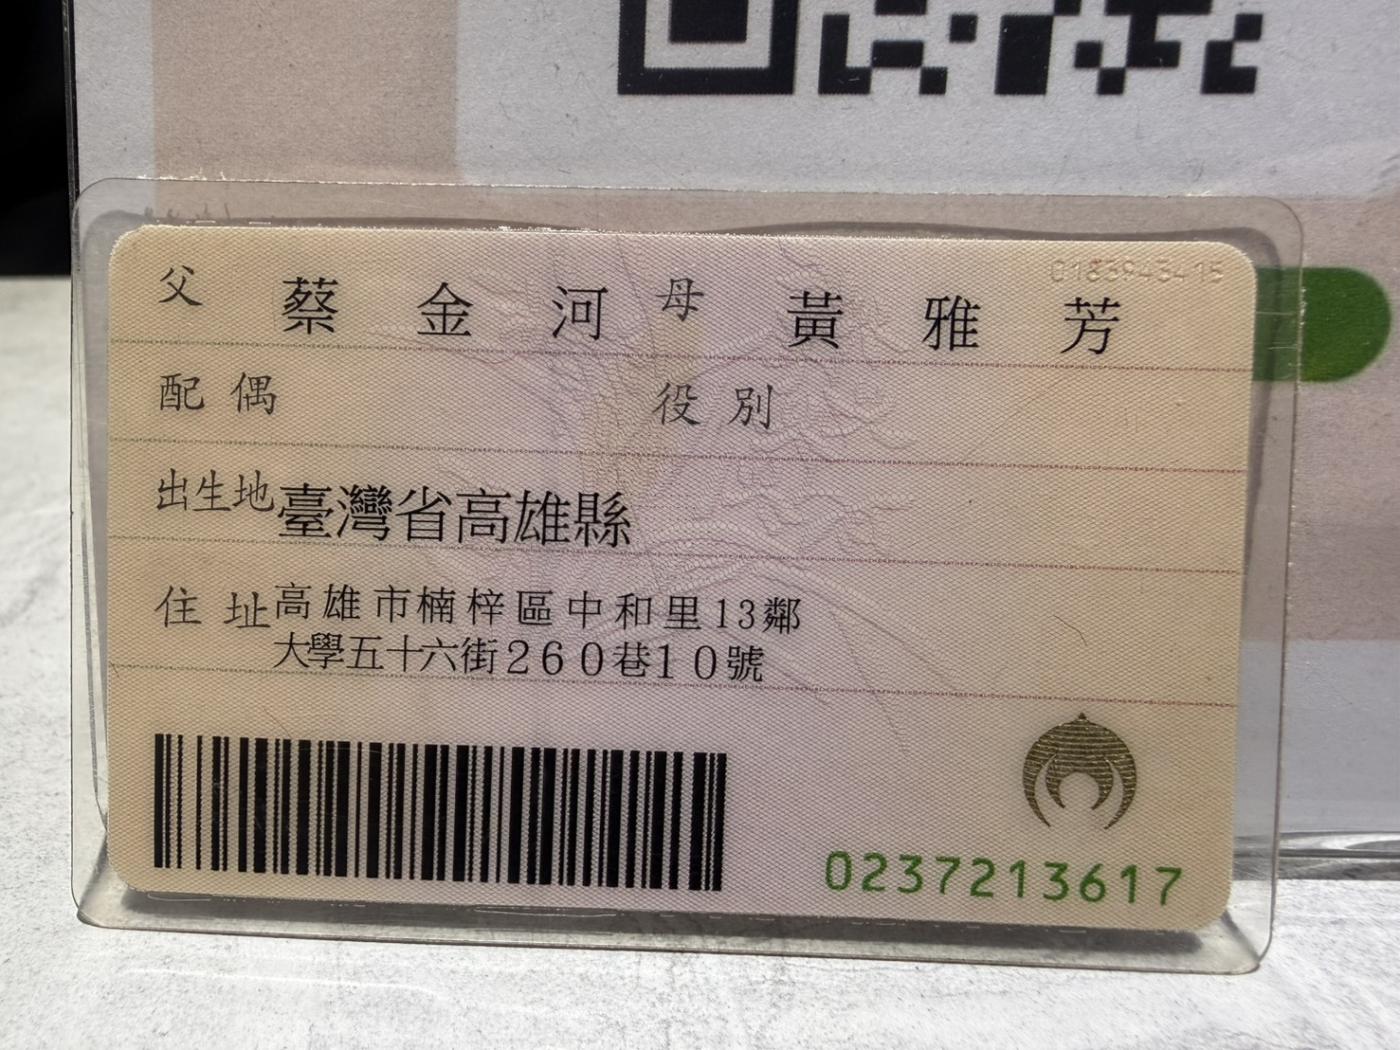 0183943415
父 蔡金河 母 黃雅芳
配偶 役別
出生地 臺灣省高雄縣
住址 高雄市楠梓區中和里13鄰
大學五十六街260巷10號
0237213617